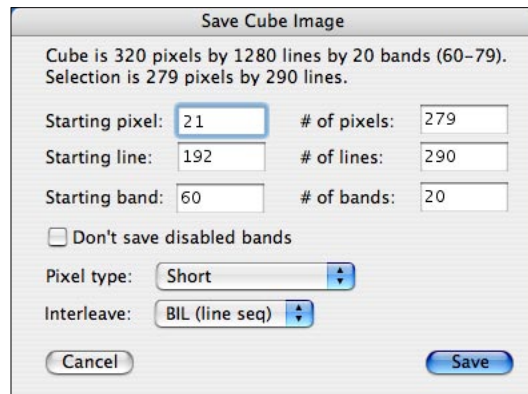 Save Cube Image
Cube is 320 pixels by 1280 lines by 20 bands (60-79).
Selection is 279 pixels by 290 lines.
Starting pixel: 21 # of pixels: 279
Starting line: 192 # of lines: 290
Starting band: 60 # of bands: 20
Don't save disabled bands
Pixel type: Short
Interleave: BIL (line seq)
Cancel Save